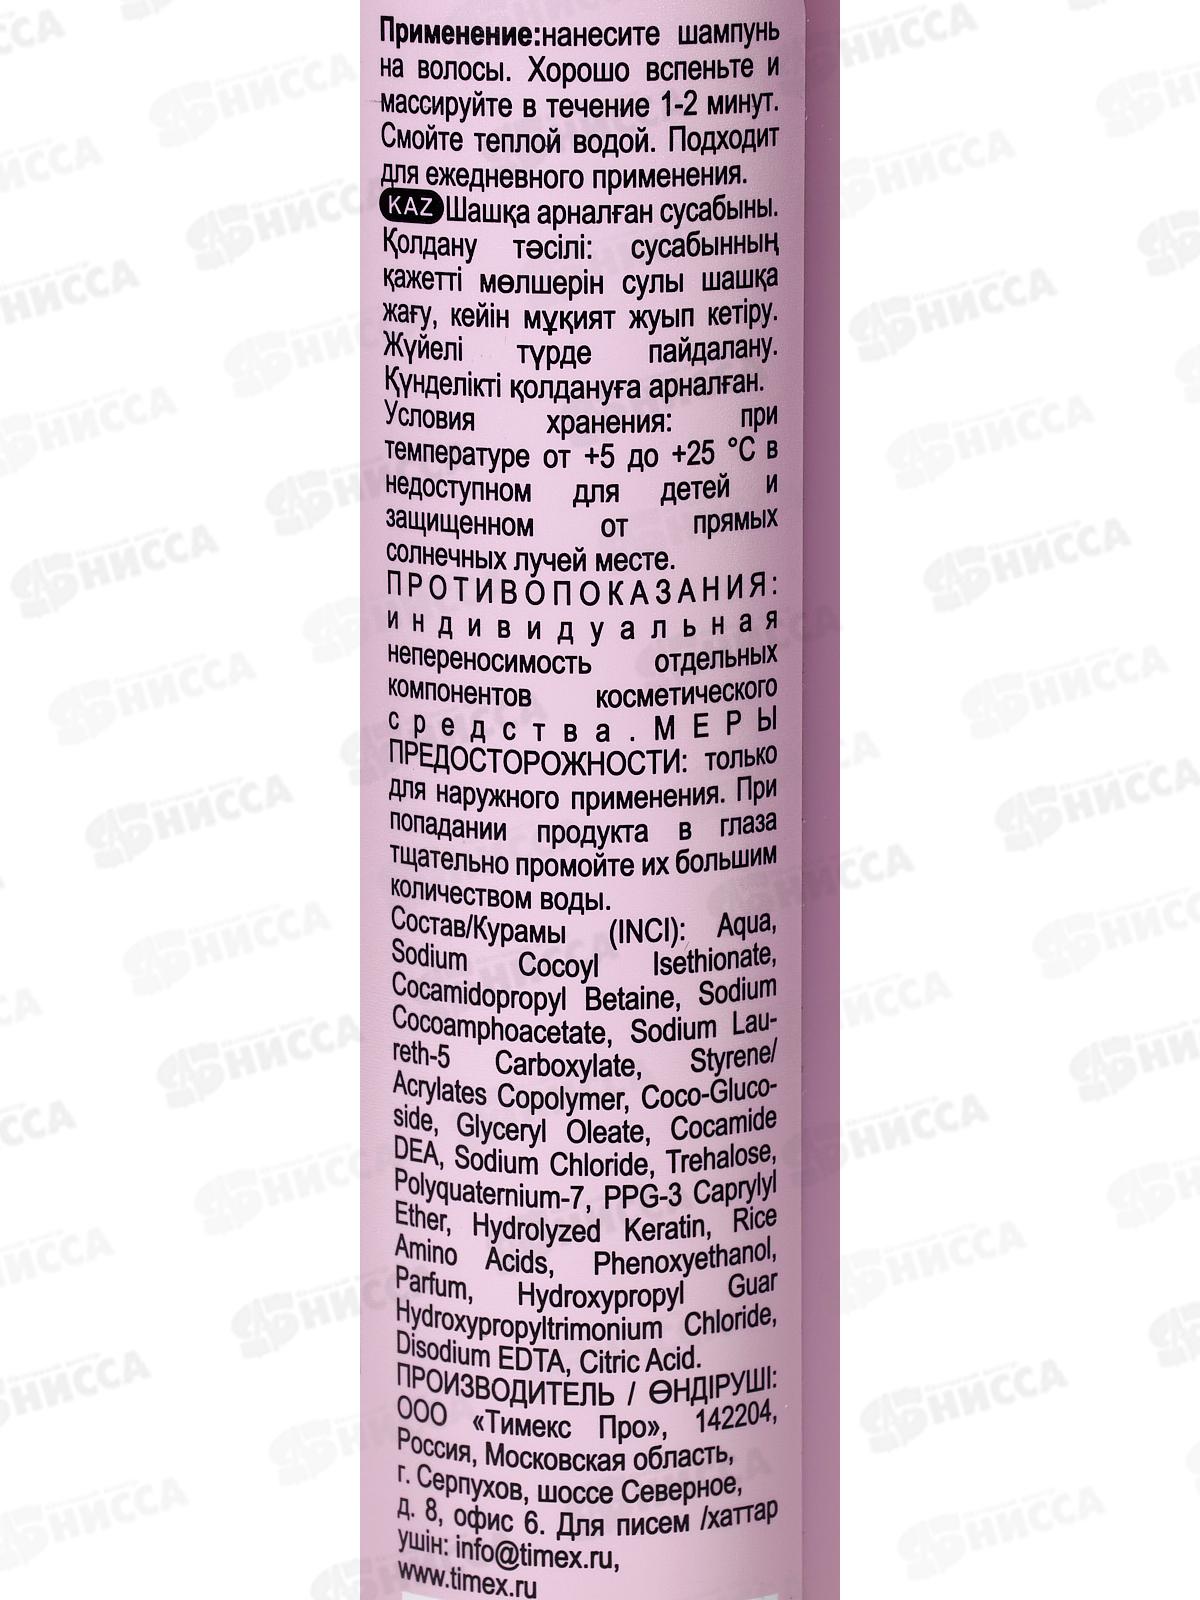 Применение:нанесите шампунь
на волосы. Хорошо вспеньте и
массируйте в течение 1-2 минут.
Смойте теплой водой. Подходит
для ежедневного применения.
KAZ Шашқа арналған сусабыны.
Қолдану тәсілі: сусабынның
қажетті мөлшерін сулы шашқа
жағу, кейін мұқият жуып кетіру.
Жүйелі түрде пайдалану.
Қүнделікті қолдануға арналған.
Условия хранения: при
температуре от +5 до +25 °C в
недоступном для детей и
защищенном от прямых
солнечных лучей месте.
ПРОТИВОПОКАЗАНИЯ:
индивидуальная
непереносимость отдельных
компонентов косметического
средства. МЕРЫ
ПРЕДОСТОРОЖНОСТИ: только
для наружного применения. При
попадании продукта в глаза
тщательно промойте их большим
количеством воды.
Состав/Курамы (INCI): Aqua,
Sodium Cocoyl Isethionate,
Cocamidopropyl Betaine, Sodium
Cocoamphoacetate, Sodium Lau-
reth-5 Carboxylate, Styrene/
Acrylates Copolymer, Coco-Gluco-
side, Glyceryl Oleate, Cocamide
DEA, Sodium Chloride, Trehalose,
Polyquaternium-7, PPG-3 Caprylyl
Ether, Hydrolyzed Keratin, Rice
Amino Acids, Phenoxyethanol,
Parfum, Hydroxypropyl Guar
Hydroxypropyltrimonium Chloride,
Disodium EDTA, Citric Acid.
ПРОИЗВОДИТЕЛЬ / ӨНДІРУШІ:
ООО «Тимекс Про», 142204,
Россия, Московская область,
г. Серпухов, шоссе Северное,
д. 8, офис 6. Для писем /хаттар
ушін: info@timex.ru,
www.timex.ru